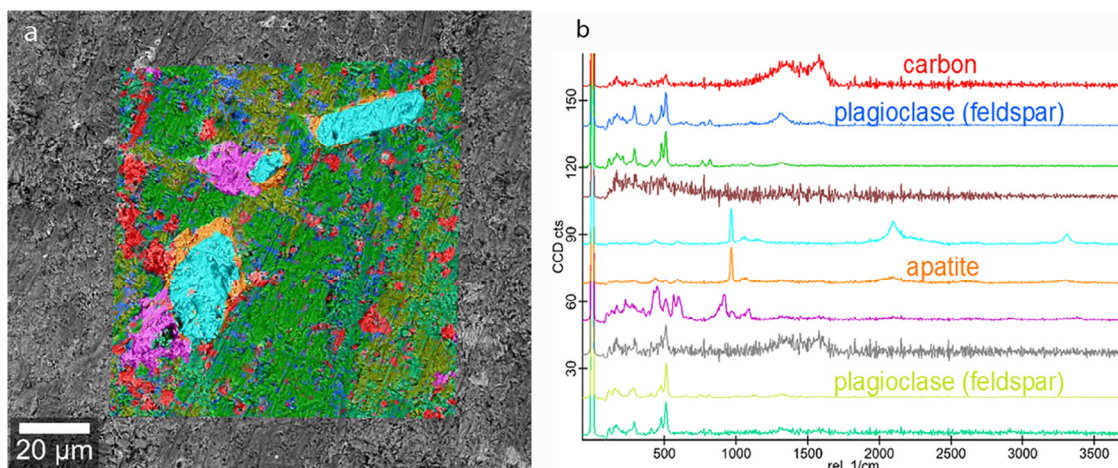 a
20 µm
b
carbon
plagioclase (feldspar)
apatite
plagioclase (feldspar)
CCD cts
150
120
90
60
30
500
1000
1500
2000
2500
3000
3500
rel. 1/cm